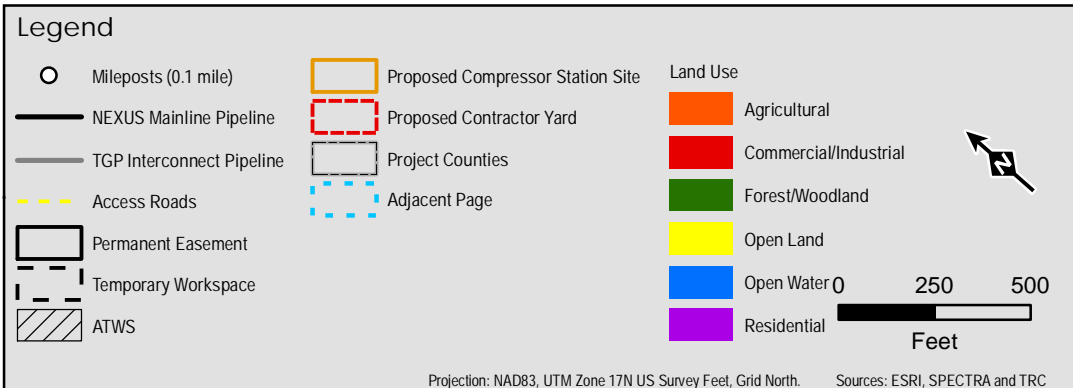 Legend
Mileposts (0.1 mile)
NEXUS Mainline Pipeline
TGP Interconnect Pipeline
Access Roads
Permanent Easement
Temporary Workspace
ATWS
Proposed Compressor Station Site
Proposed Contractor Yard
Project Counties
Adjacent Page
Land Use
Agricultural
Commercial/Industrial
Forest/Woodland
Open Land
Open Water
Residential
N
0 250 500
Feet
Projection: NAD83, UTM Zone 17N US Survey Feet, Grid North. Sources: ESRI, SPECTRA and TRC